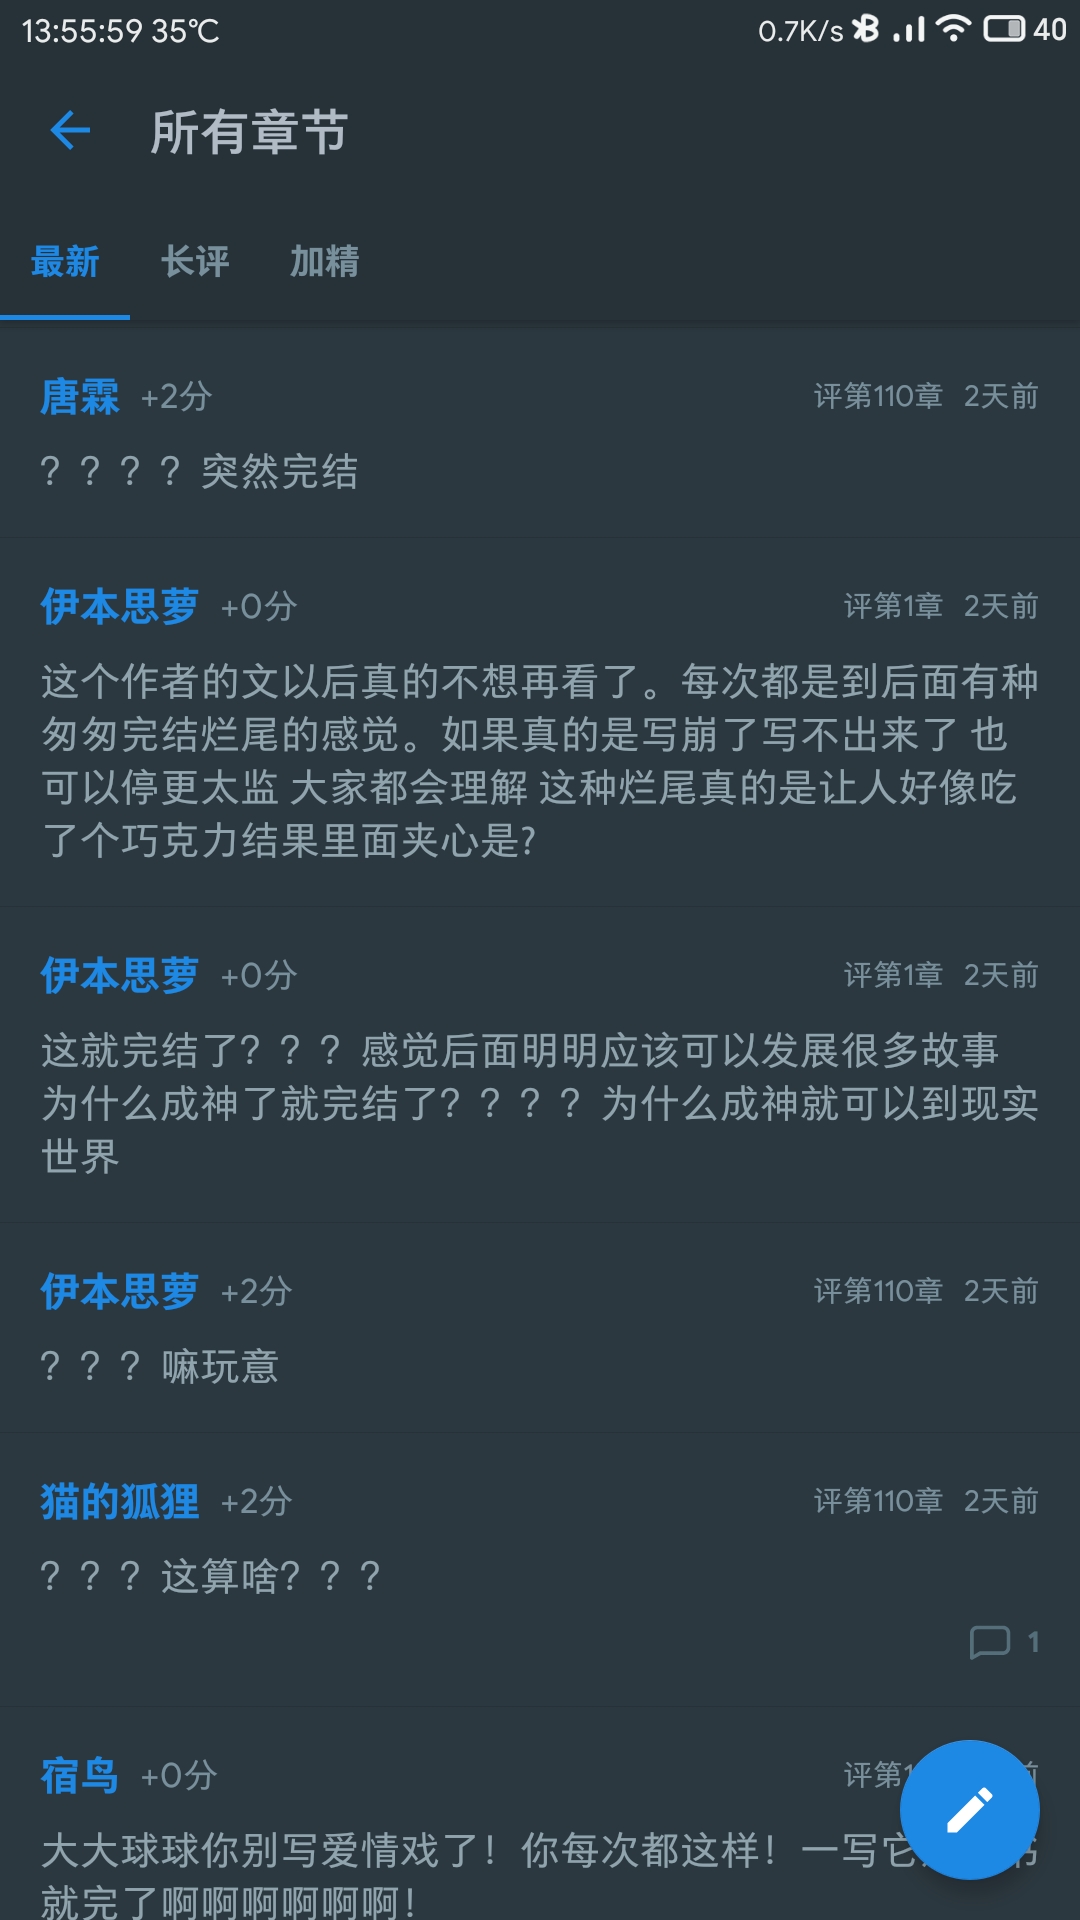 13:55:59 35℃ 0.7K/s 40
所有章节
最新 长评 加精
唐霖 +2分 评第110章 2天前
？？？？突然完结
伊本思萝 +0分 评第1章 2天前
这个作者的文以后真的不想再看了。每次都是到后面有种
匆匆完结烂尾的感觉。如果真的是写崩了写不出来了 也
可以停更太监 大家都会理解 这种烂尾真的是让人好像吃
了个巧克力结果里面夹心是?
伊本思萝 +0分 评第1章 2天前
这就完结了？？？感觉后面明明应该可以发展很多故事
为什么成神了就完结了？？？？为什么成神就可以到现实
世界
伊本思萝 +2分 评第110章 2天前
？？？嘛玩意
猫的狐狸 +2分 评第110章 2天前
？？？这算啥？？？
1
宿鸟 +0分 评第 前
大大球球你别写爱情戏了！你每次都这样！一写它
就完了啊啊啊啊啊啊！